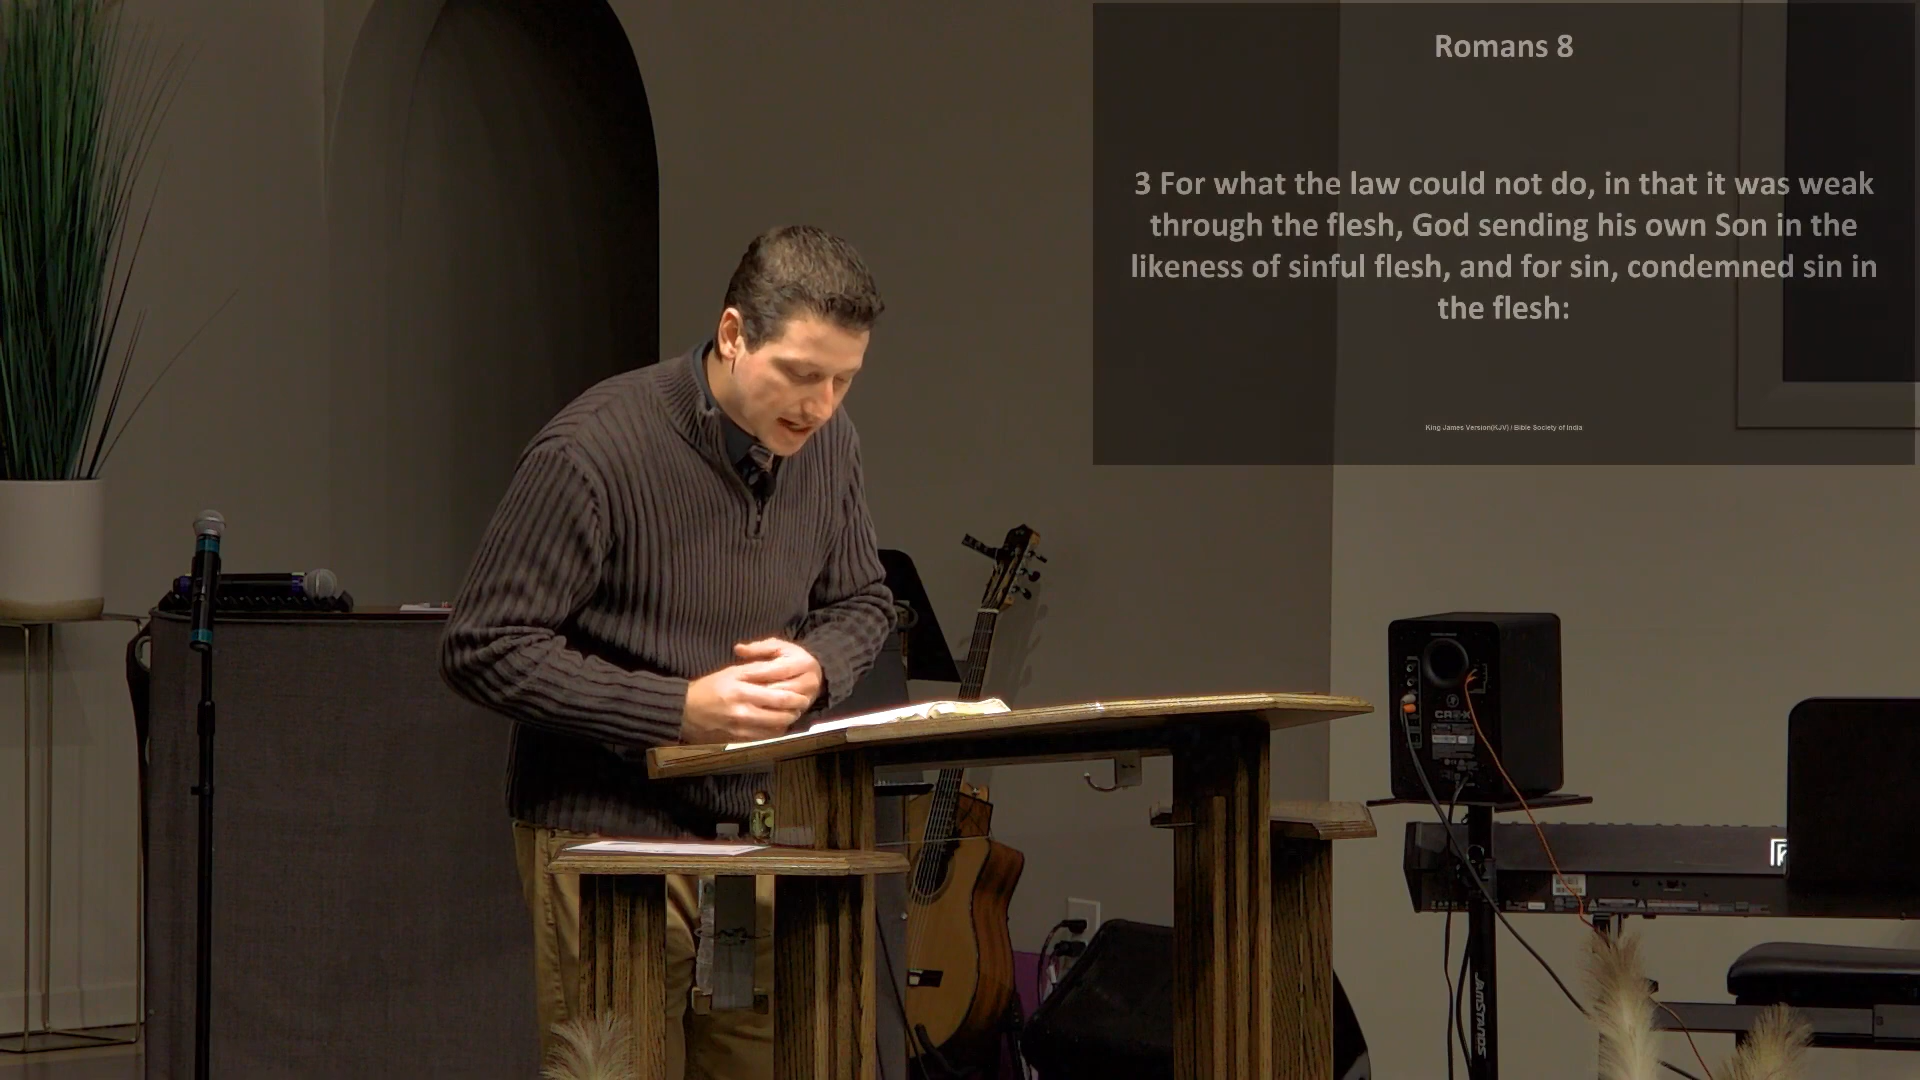 Romans 8
3 For what the law could not do, in that it was weak
through the flesh, God sending his own Son in the
likeness of sinful flesh, and for sin, condemned sin in
the flesh:
King James Version(KJV) / Bible Society of India
CR3-X
JAMSTANDS